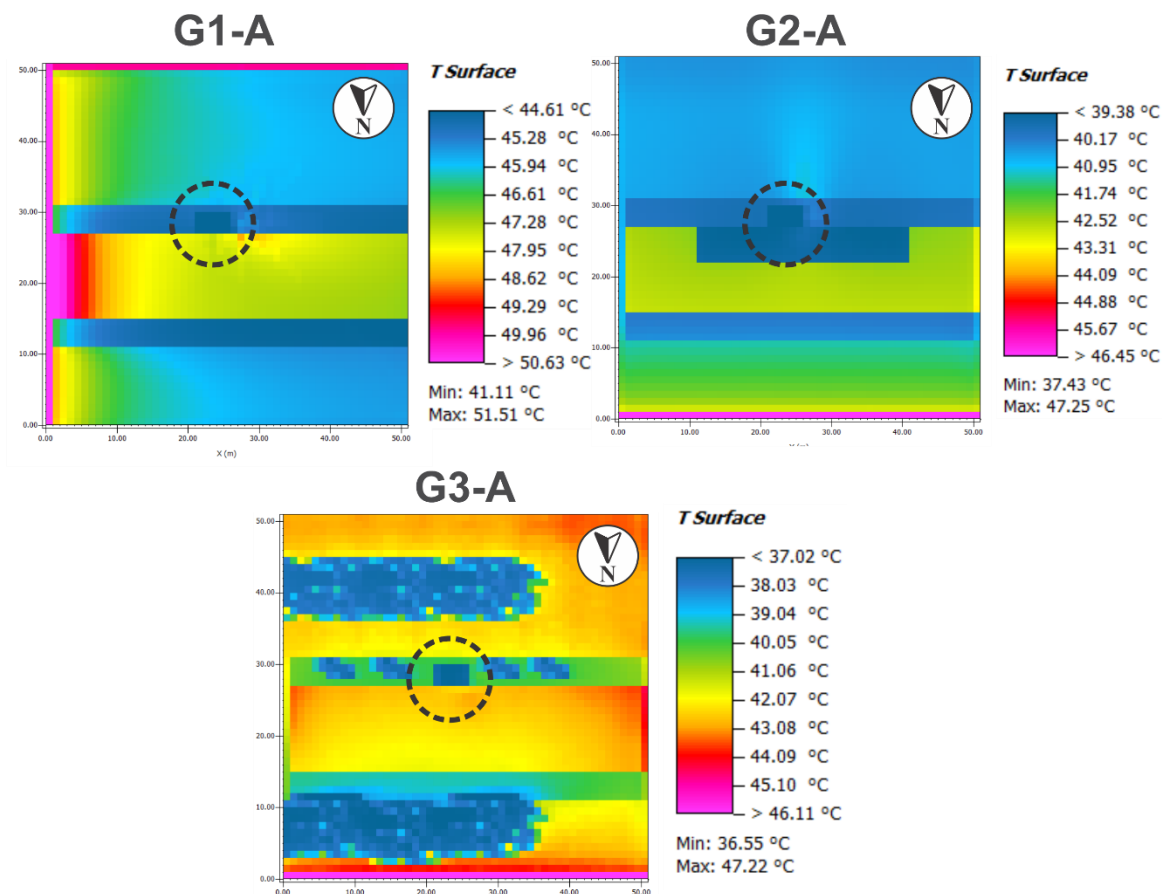 G1-A
G2-A
50.00
40.00
30.00
20.00
10.00
0.00
0.00
10.00
20.00
30.00
40.00
50.00
X (m)
N
T Surface
< 44.61 °C
45.28 °C
45.94 °C
46.61 °C
47.28 °C
47.95 °C
48.62 °C
49.29 °C
49.96 °C
> 50.63 °C
Min: 41.11 °C
Max: 51.51 °C
50.00
40.00
30.00
20.00
10.00
0.00
0.00
10.00
20.00
30.00
40.00
50.00
N
T Surface
< 39.38 °C
40.17 °C
40.95 °C
41.74 °C
42.52 °C
43.31 °C
44.09 °C
44.88 °C
45.67 °C
> 46.45 °C
Min: 37.43 °C
Max: 47.25 °C
G3-A
50.00
40.00
30.00
20.00
10.00
0.00
0.00
10.00
20.00
30.00
40.00
50.00
N
T Surface
< 37.02 °C
38.03 °C
39.04 °C
40.05 °C
41.06 °C
42.07 °C
43.08 °C
44.09 °C
45.10 °C
> 46.11 °C
Min: 36.55 °C
Max: 47.22 °C